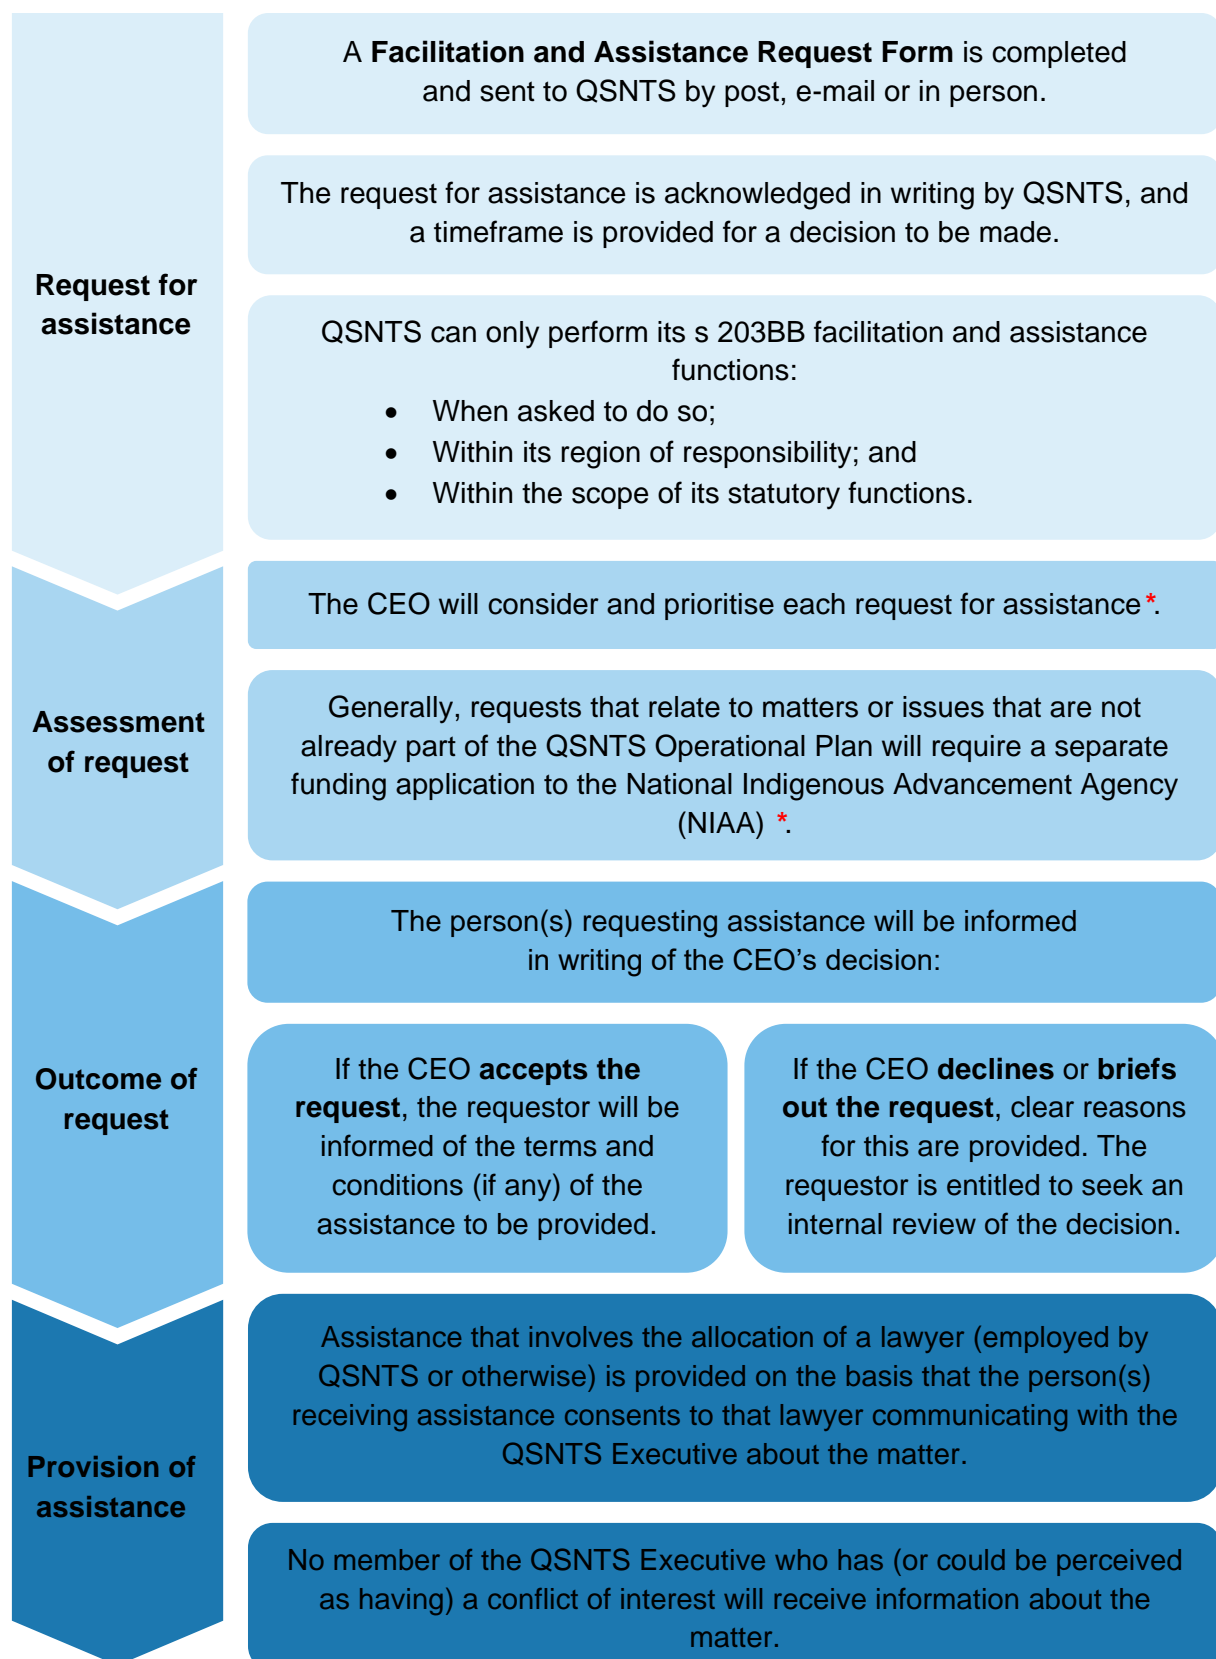 A Facilitation and Assistance Request Form is completed
and sent to QSNTS by post, e-mail or in person.
The request for assistance is acknowledged in writing by QSNTS, and
a timeframe is provided for a decision to be made.
Request for
assistance
QSNTS can only perform its s 203BB facilitation and assistance
functions:
• When asked to do so;
• Within its region of responsibility; and
• Within the scope of its statutory functions.
The CEO will consider and prioritise each request for assistance*.
Assessment
of request
Generally, requests that relate to matters or issues that are not
already part of the QSNTS Operational Plan will require a separate
funding application to the National Indigenous Advancement Agency
(NIAA) *.
The person(s) requesting assistance will be informed
in writing of the CEO’s decision:
Outcome of
request
If the CEO accepts the
request, the requestor will be
informed of the terms and
conditions (if any) of the
assistance to be provided.
If the CEO declines or briefs
out the request, clear reasons
for this are provided. The
requestor is entitled to seek an
internal review of the decision.
Assistance that involves the allocation of a lawyer (employed by
QSNTS or otherwise) is provided on the basis that the person(s)
receiving assistance consents to that lawyer communicating with the
QSNTS Executive about the matter.
Provision of
assistance
No member of the QSNTS Executive who has (or could be perceived
as having) a conflict of interest will receive information about the
matter.